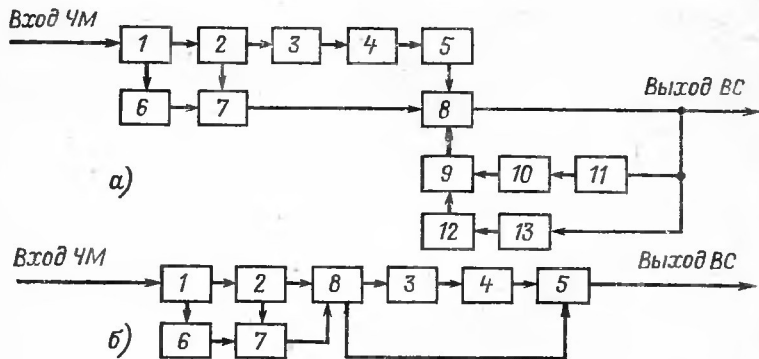 Вход ЧМ
1 2 3 4 5
6 7 8
Выход ВС
9 10 11
12 13
а)
Вход ЧМ
1 2 8 3 4 5
Выход ВС
6 7
б)